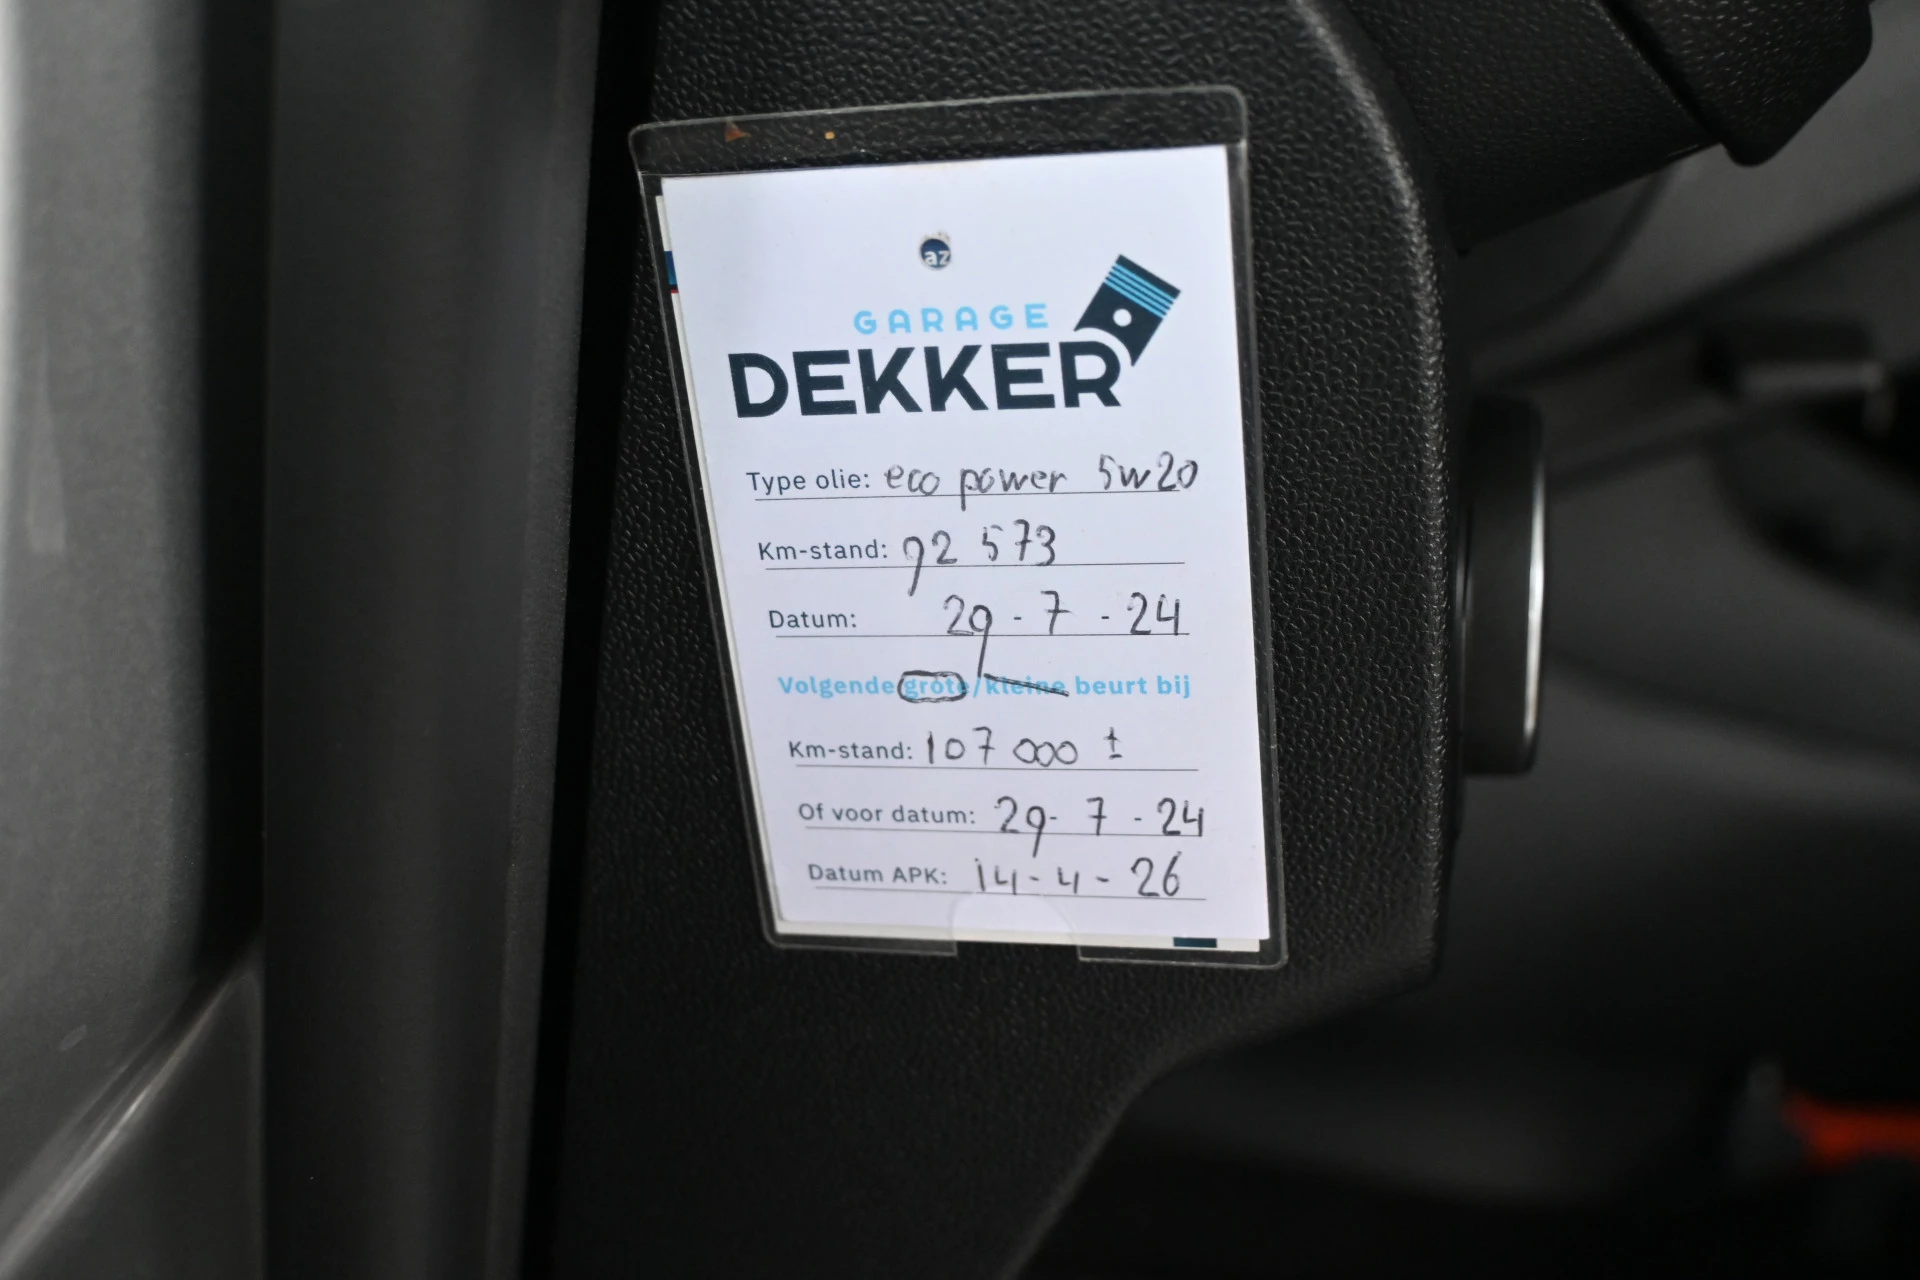 az
GARAGE
DEKKER
Type olie: eco power 5w20
Km-stand: 92 573
Datum: 29-7-24
Volgende grote/kleine beurt bij
Km-stand: 107 000 ±
Of voor datum: 29-7-24
Datum APK: 14-4-26